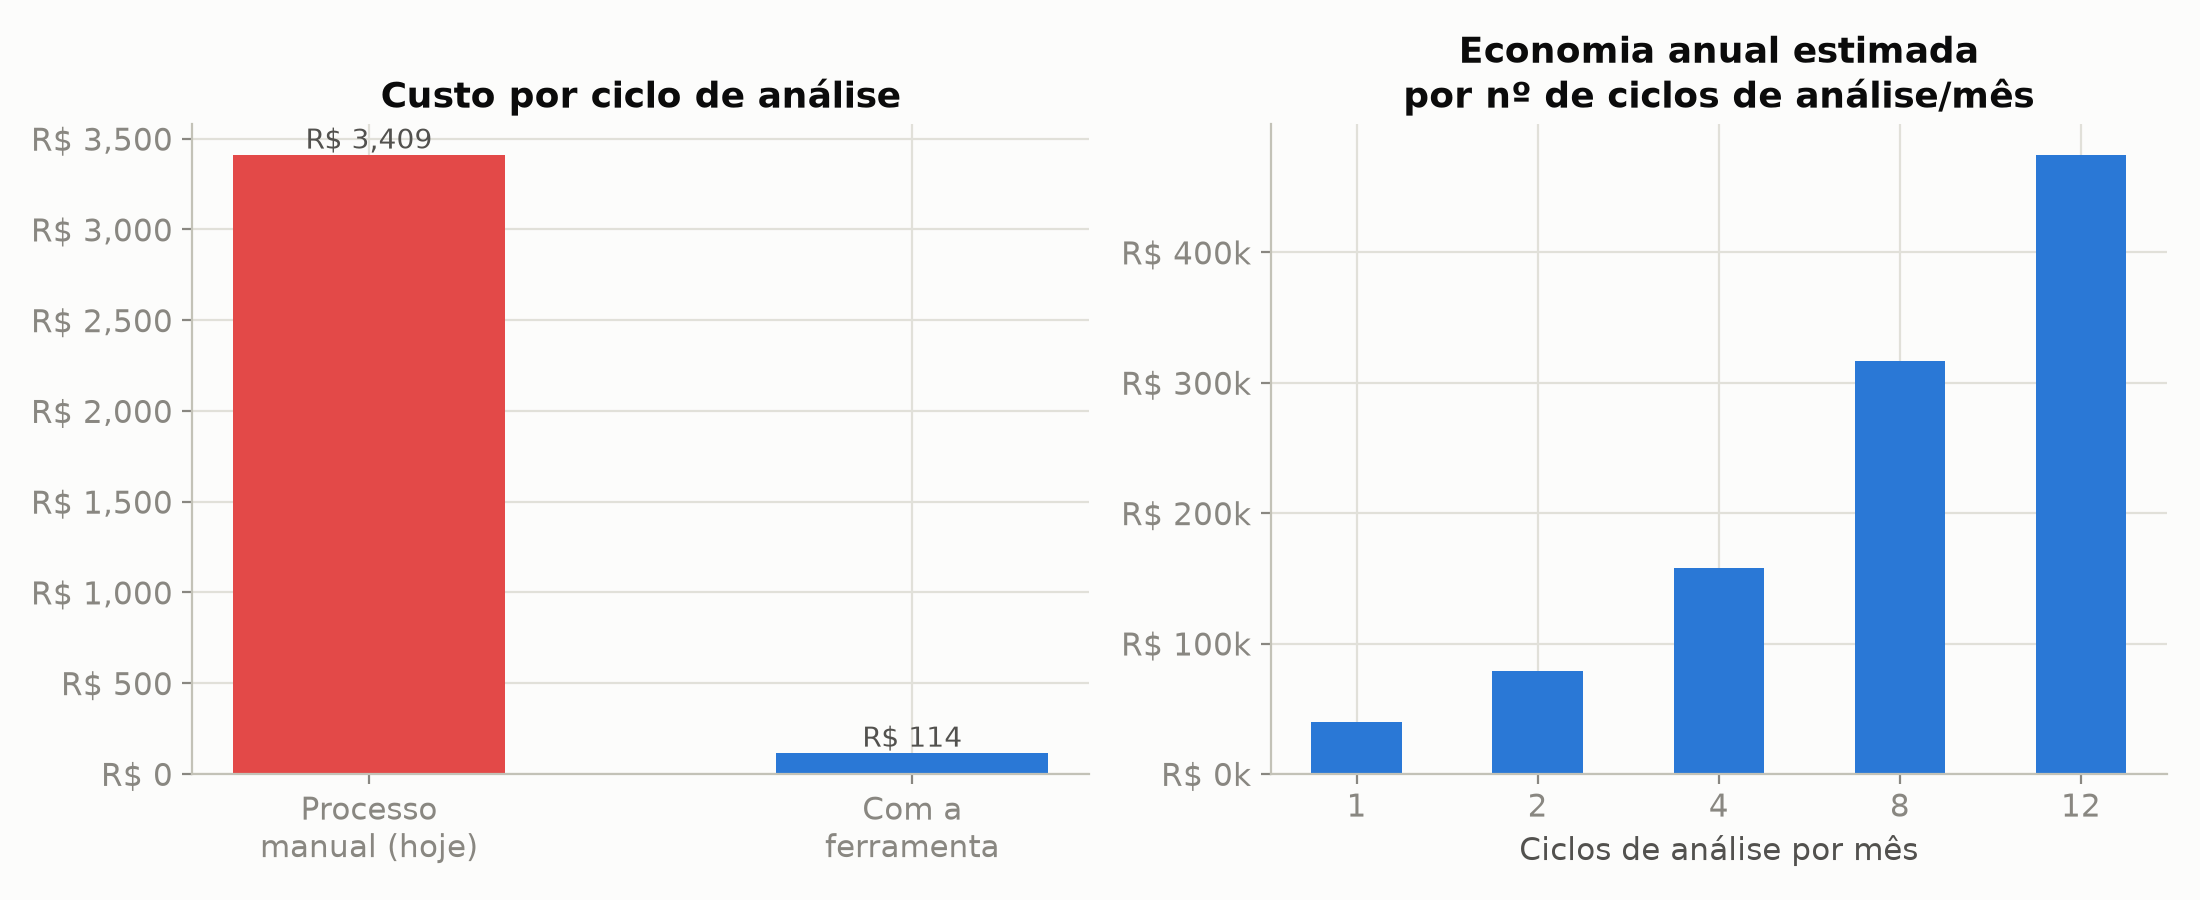 Custo por ciclo de análise
R$ 3,500
R$ 3,000
R$ 2,500
R$ 2,000
R$ 1,500
R$ 1,000
R$ 500
R$ 0
R$ 3,409
R$ 114
Processo
manual (hoje)
Com a
ferramenta
Economia anual estimada
por nº de ciclos de análise/mês
R$ 400k
R$ 300k
R$ 200k
R$ 100k
R$ 0k
1
2
4
8
12
Ciclos de análise por mês